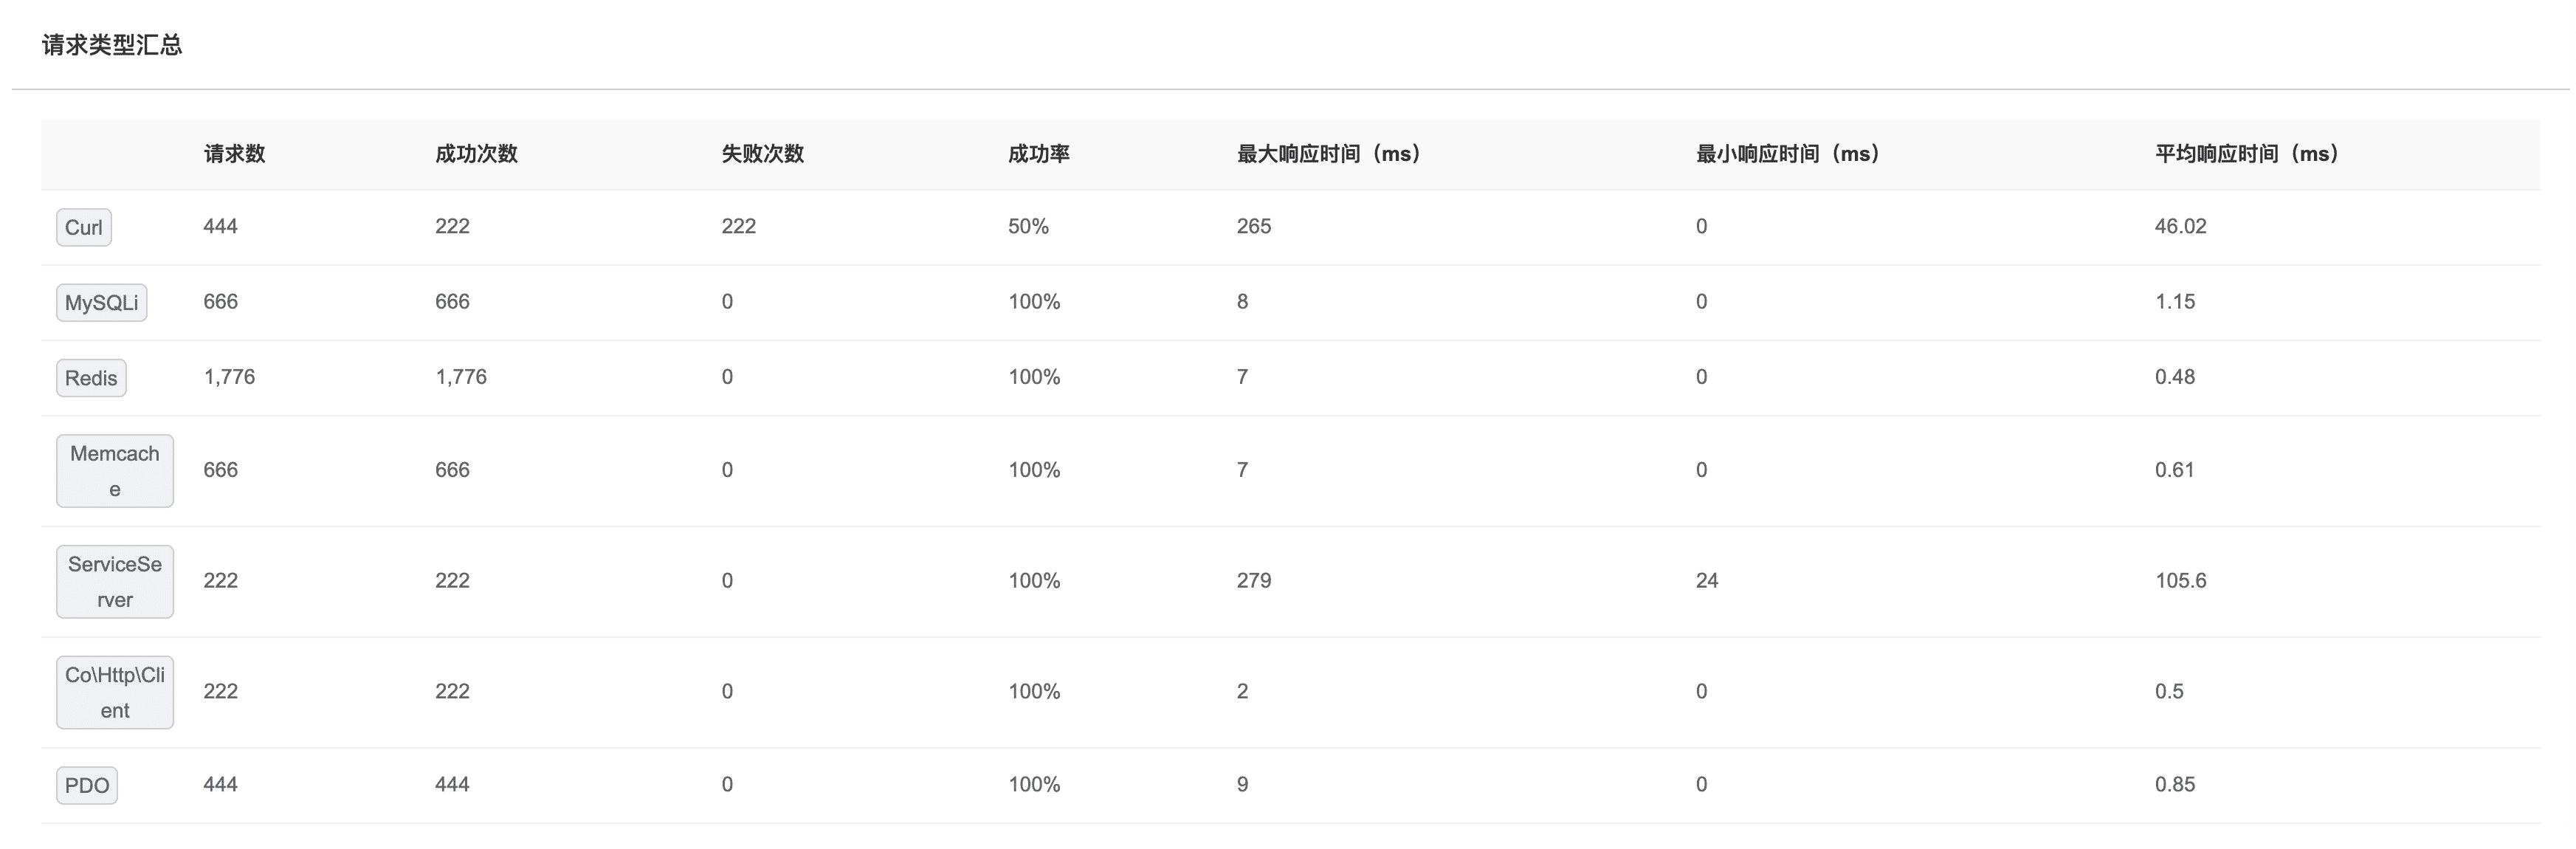 请求类型汇总
请求数 成功次数 失败次数 成功率 最大响应时间（ms） 最小响应时间（ms） 平均响应时间（ms）
Curl 444 222 222 50% 265 0 46.02
MySQLi 666 666 0 100% 8 0 1.15
Redis 1,776 1,776 0 100% 7 0 0.48
Memcach
e 666 666 0 100% 7 0 0.61
ServiceSe
rver 222 222 0 100% 279 24 105.6
Co\Http\Cli
ent 222 222 0 100% 2 0 0.5
PDO 444 444 0 100% 9 0 0.85